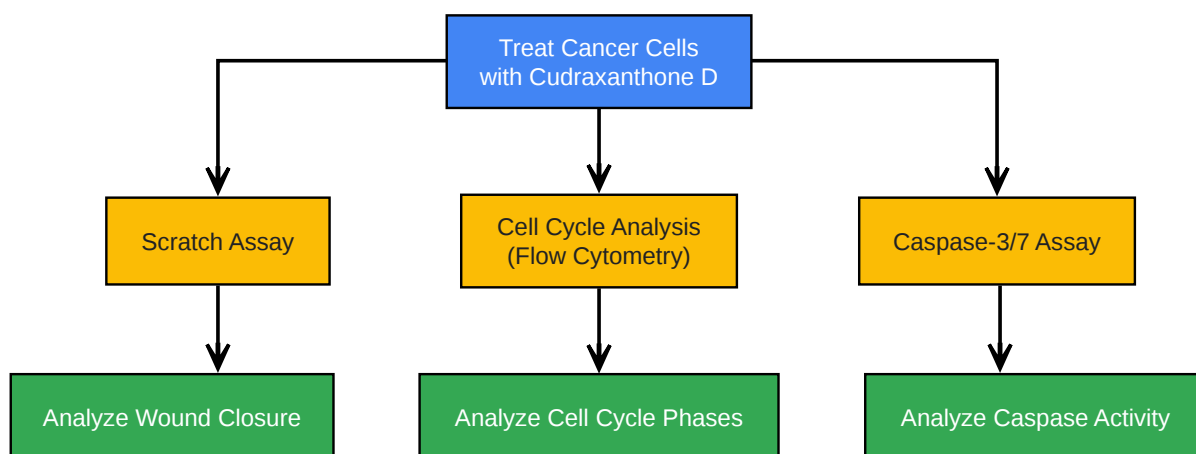 Treat Cancer Cells
with Cudraxanthone D
Scratch Assay
Cell Cycle Analysis
(Flow Cytometry)
Caspase-3/7 Assay
Analyze Wound Closure
Analyze Cell Cycle Phases
Analyze Caspase Activity